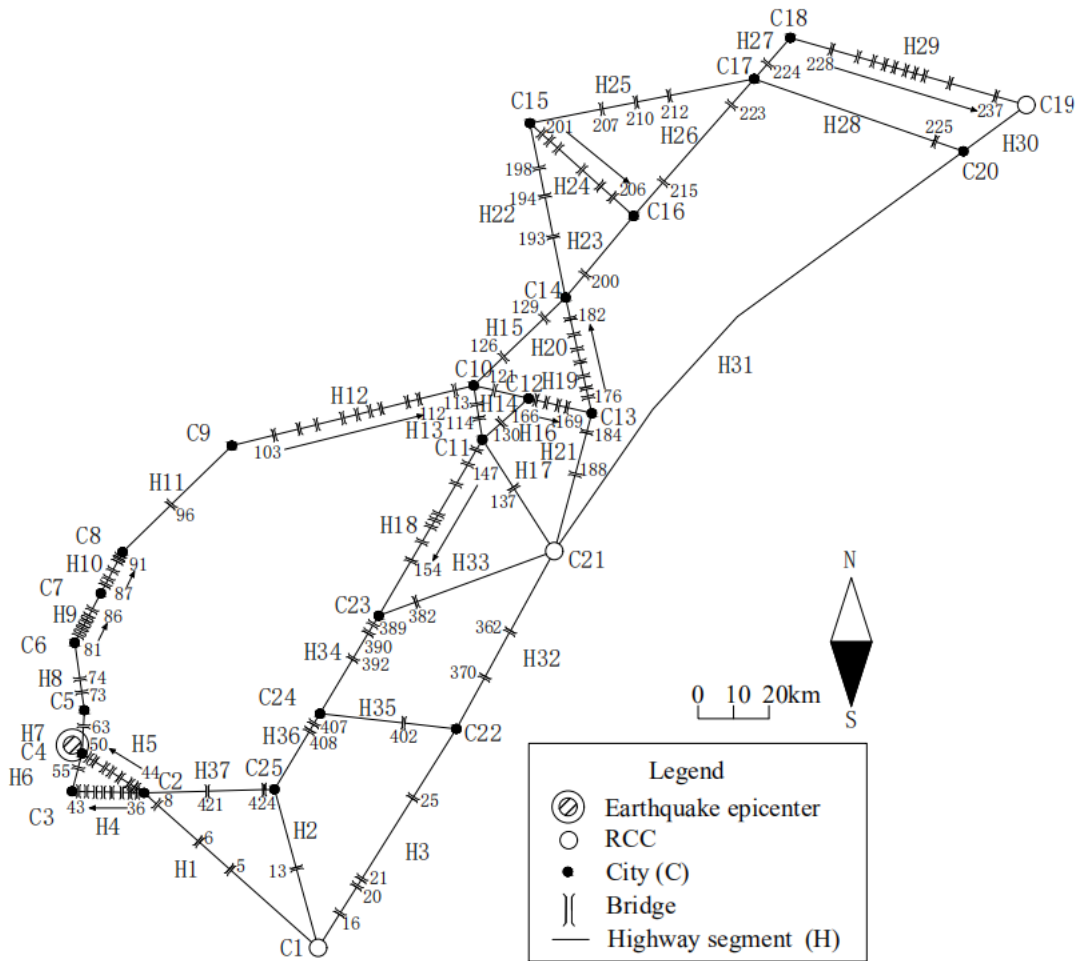 C18
H27
H29
C17
224
228
H25
C15
212
210
207
223
237
C19
H26
H28
225
H30
C20
201
198
H24
206
215
194
H22
C16
193
H23
200
C14
129
182
H15
H20
126
H31
C10
121
C12
H19
H12
113
H14
176
112
166
169
C13
H13
114
130
H16
184
C9
103
C11
H21
147
H17
188
H11
137
96
H18
C8
H33
C21
H10
91
154
N
C7
87
382
H9
86
C23
389
362
C6
81
390
H34
392
H32
74
370
H8
73
0 10 20km
C5
C24
H35
S
63
407
402
C22
H7
50
H5
H36
408
C4
44
H37
C25
H6
55
C2
8
421
424
25
C3
43
36
H4
H2
6
H3
H1
5
13
21
20
16
C1
Legend
Earthquake epicenter
RCC
City (C)
Bridge
Highway segment (H)